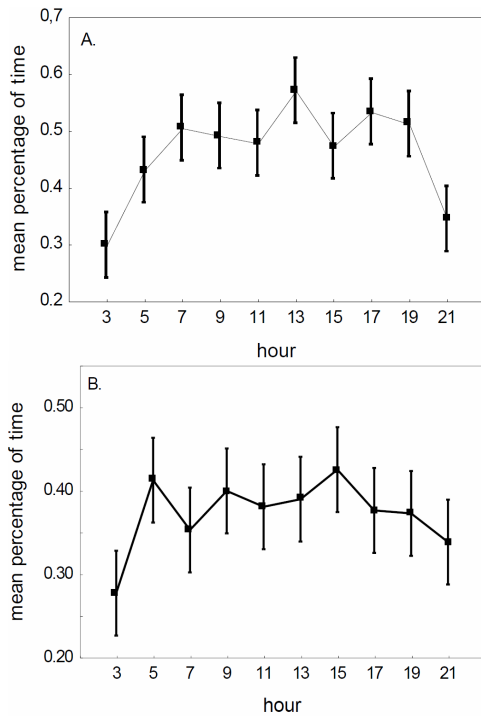 A.
mean percentage of time
0,7
0.6
0.5
0.4
0.3
0.2
3 5 7 9 11 13 15 17 19 21
hour
B.
mean percentage of time
0.50
0.40
0.30
0.20
3 5 7 9 11 13 15 17 19 21
hour